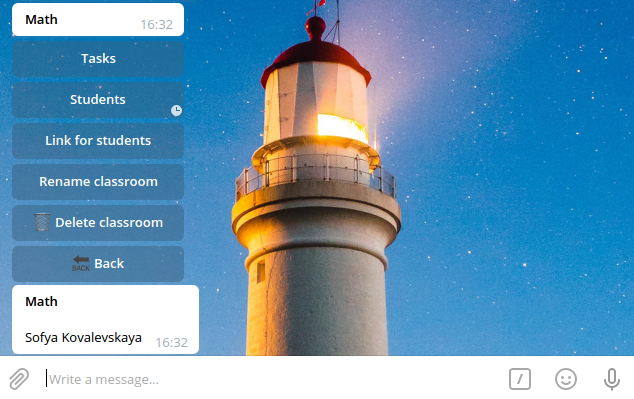 Math
16:32
Tasks
Students
Link for students
Rename classroom
Delete classroom
BACK Back
Math
Sofya Kovalevskaya 16:32
Write a message...
/